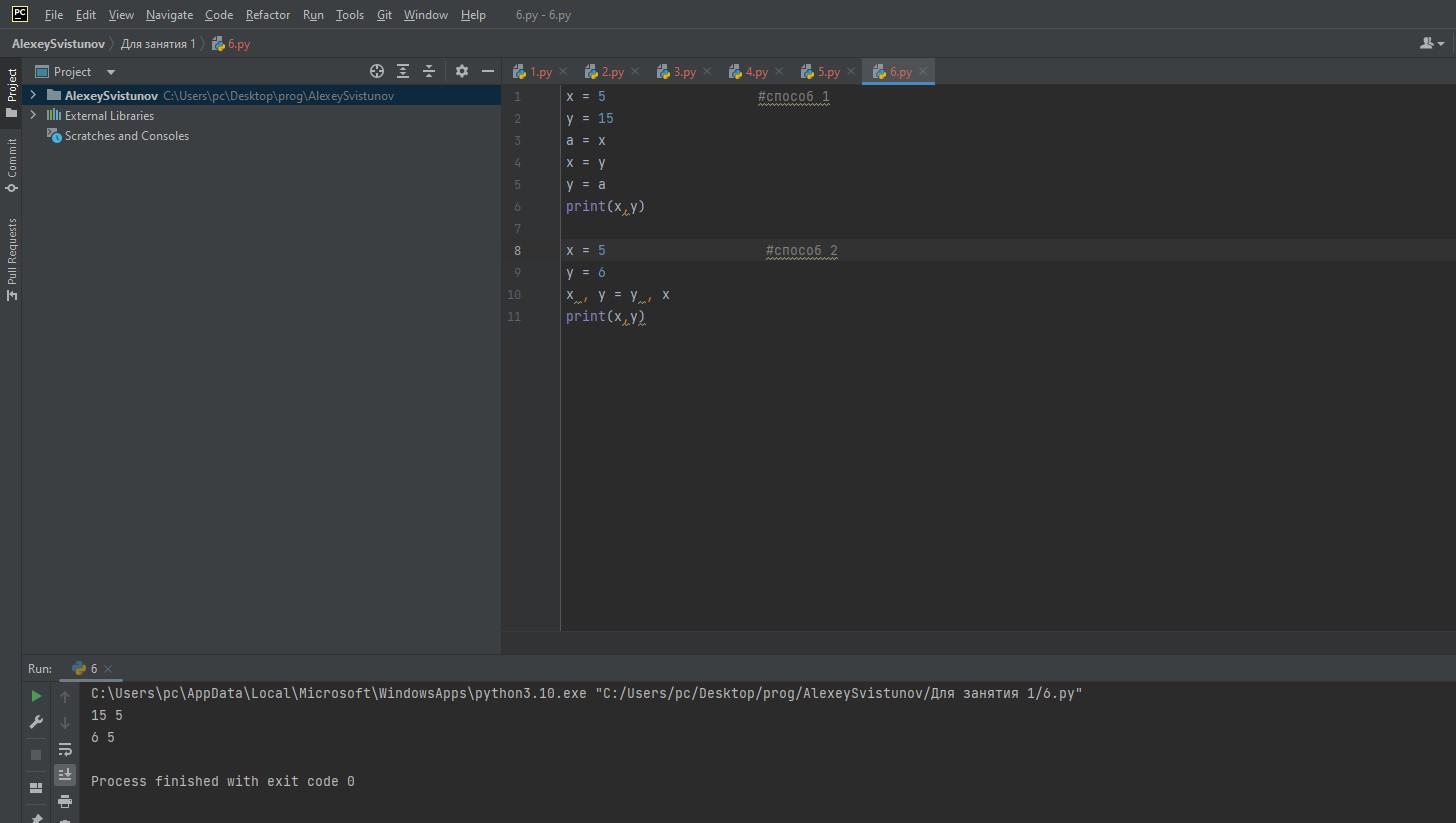 PC File Edit View Navigate Code Refactor Run Tools Git Window Help 6.py - 6.py
AlexeySvistunov Для занятия 1 6.py
Project
Commit
Pull Requests
Project
AlexeySvistunov C:\Users\pc\Desktop\prog\AlexeySvistunov
External Libraries
Scratches and Consoles
1.py 2.py 3.py 4.py 5.py 6.py
1 x = 5 #способ 1
2 y = 15
3 a = x
4 x = y
5 y = a
6 print(x,y)
7
8 x = 5 #способ 2
9 y = 6
10 x , y = y , x
11 print(x,y)
Run: 6
C:\Users\pc\AppData\Local\Microsoft\WindowsApps\python3.10.exe "C:/Users/pc/Desktop/prog/AlexeySvistunov/Для занятия 1/6.py"
15 5
6 5
Process finished with exit code 0